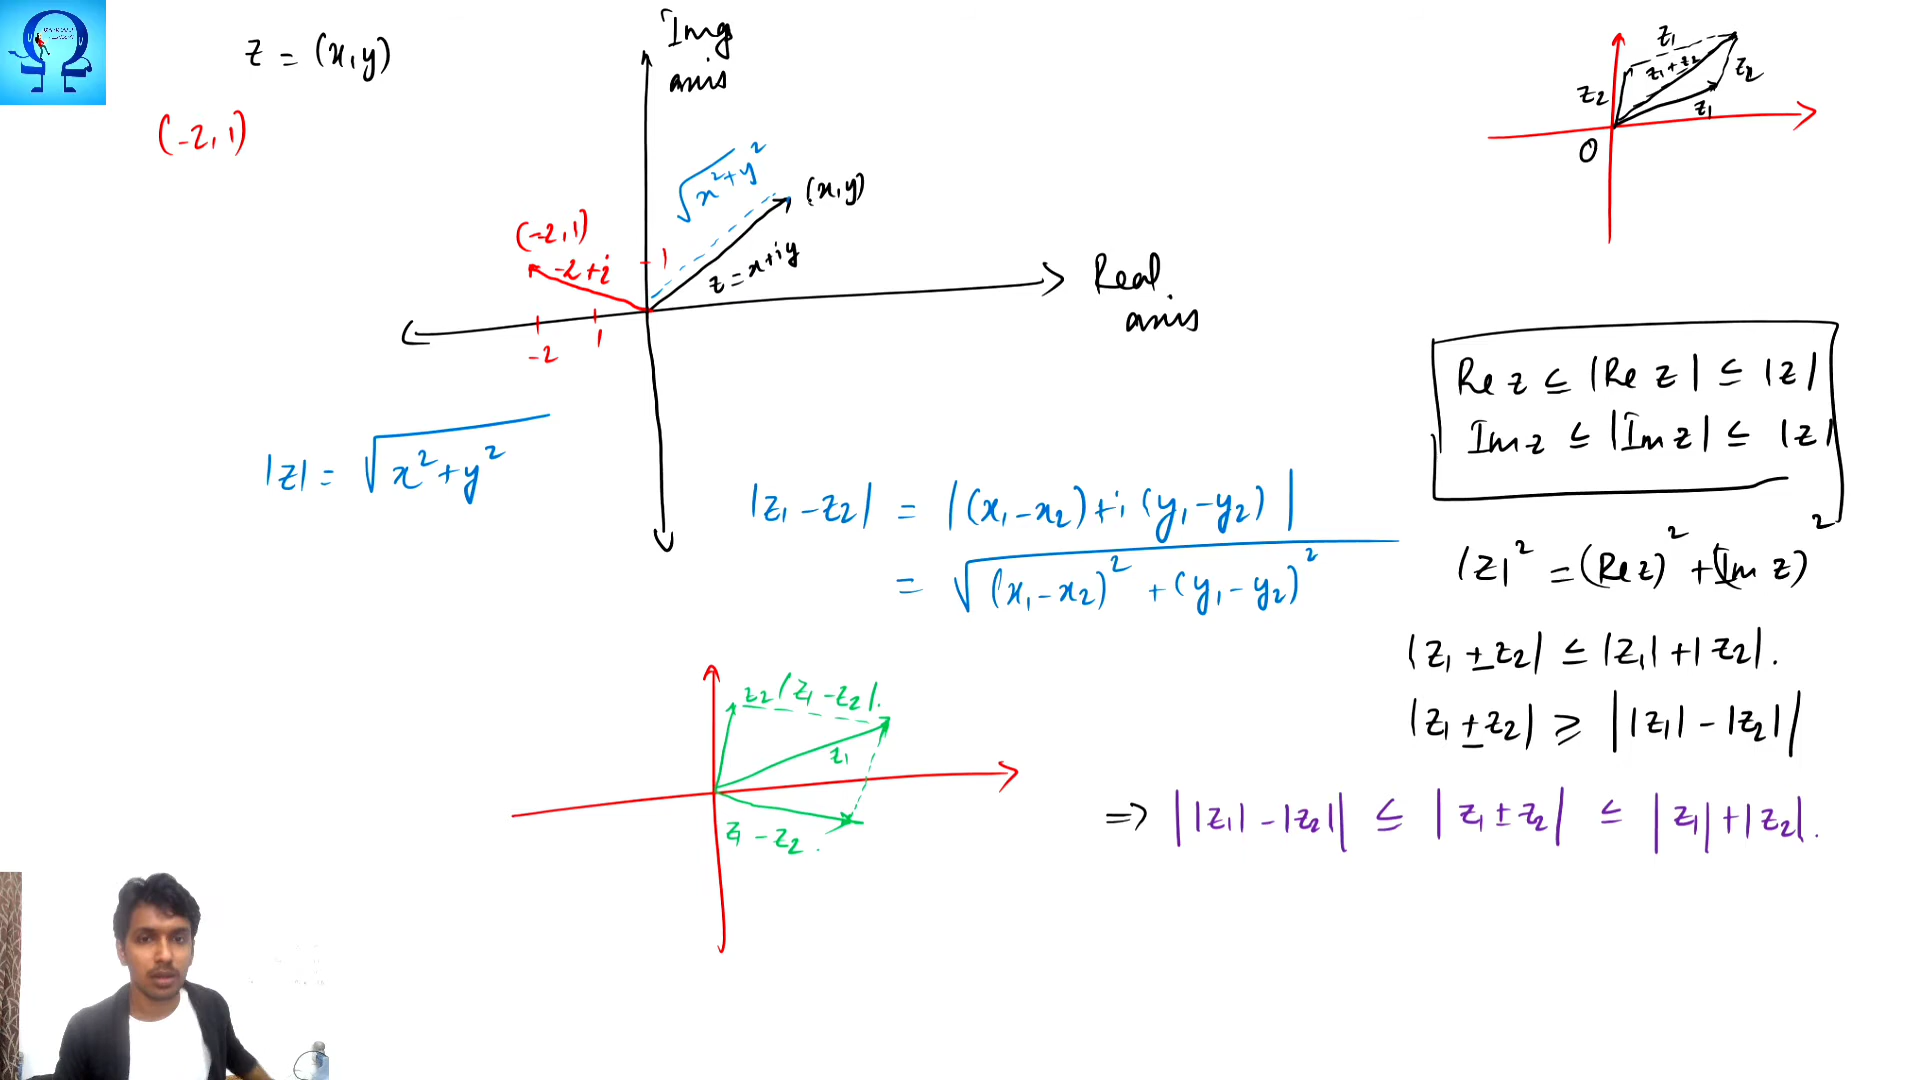 z = (x, y)
(-2, 1)
Img
axis
√x²+y²
(x, y)
z = x+iy
(-2, 1)
-2+i
1
-2
1
Real
axis
z1
z1+z2
z2
z2
z1
O
Re z ≤ |Re z| ≤ |z|
Im z ≤ |Im z| ≤ |z|
|z| = √x²+y²
|z1 - z2| = |(x1 - x2) + i (y1 - y2)|
= √(x1 - x2)² + (y1 - y2)²
|z|² = (Re z)² + (Im z)²
|z1 ± z2| ≤ |z1| + |z2|.
|z1 ± z2| ≥ ||z1| - |z2||
⇒ ||z1| - |z2|| ≤ |z1 ± z2| ≤ |z1| + |z2|.
z2 |z1 - z2|.
z1
z1 - z2.